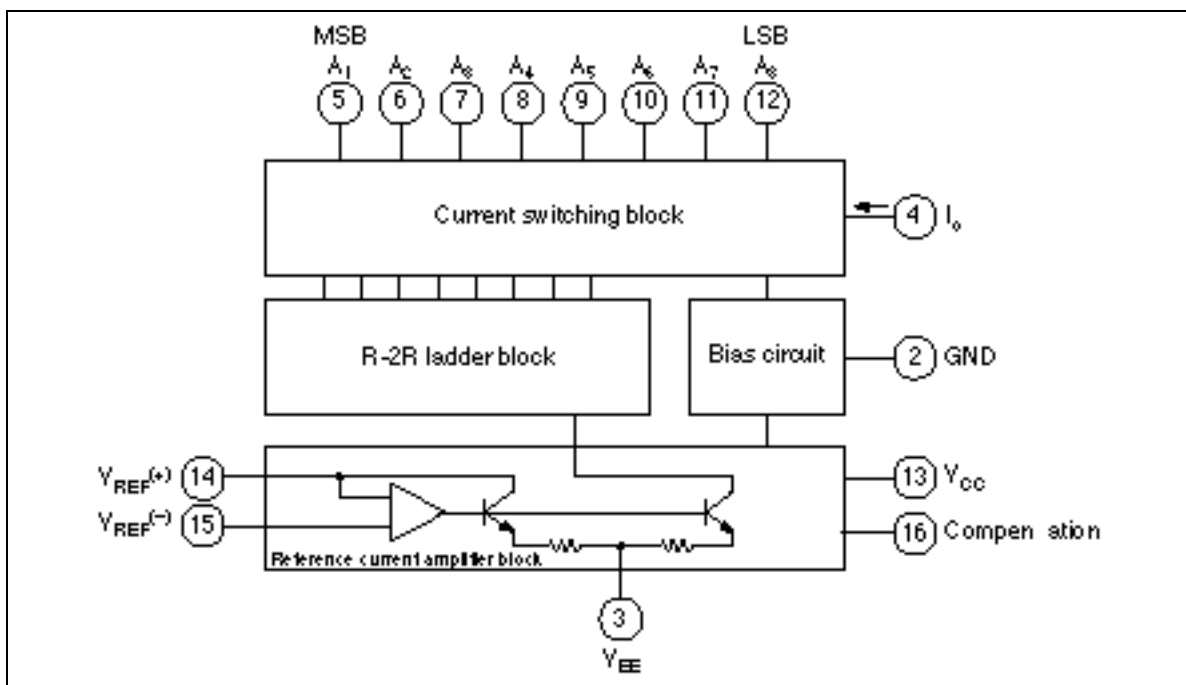 MSB LSB
A1 A2 A3 A4 A5 A6 A7 A8
5 6 7 8 9 10 11 12
Current switching block
4 Io
R-2R ladder block
Bias circuit
2 GND
VREF(+) 14
13 VCC
VREF(−) 15
16 Compen ation
Reference current amplifier block
3
VEE